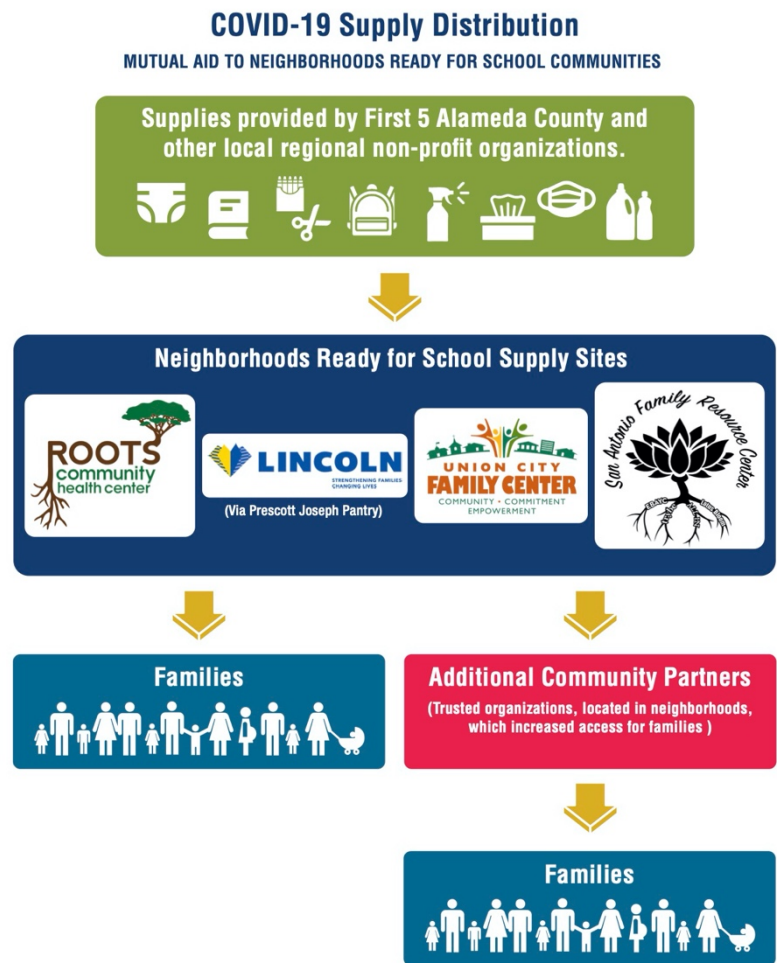 COVID-19 Supply Distribution
MUTUAL AID TO NEIGHBORHOODS READY FOR SCHOOL COMMUNITIES
Supplies provided by First 5 Alameda County and
other local regional non-profit organizations.
Neighborhoods Ready for School Supply Sites
ROOTS
community
health center
LINCOLN
STRENGTHENING FAMILIES
CHANGING LIVES
(Via Prescott Joseph Pantry)
UNION CITY
FAMILY CENTER
COMMUNITY • COMMITMENT
EMPOWERMENT
San Antonio Family Resource Center
EBAYC
Families
Additional Community Partners
(Trusted organizations, located in neighborhoods,
which increased access for families )
Families